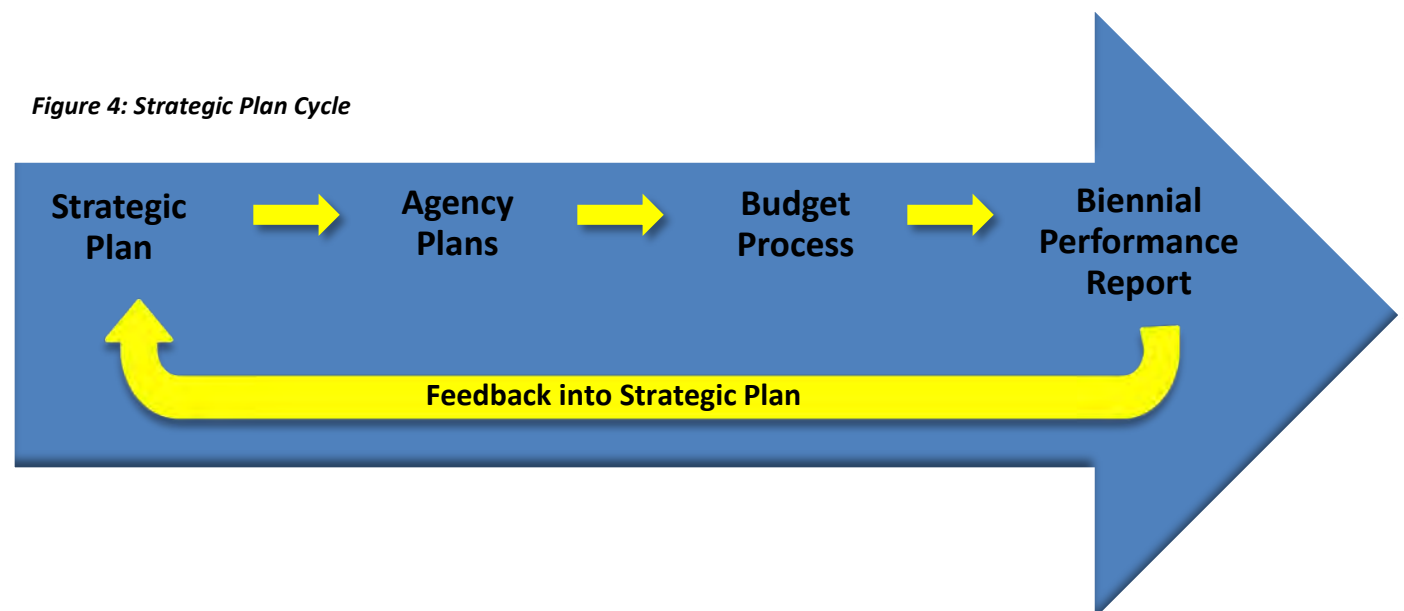 Figure 4: Strategic Plan Cycle
Strategic
Plan
Agency
Plans
Budget
Process
Biennial
Performance
Report
Feedback into Strategic Plan